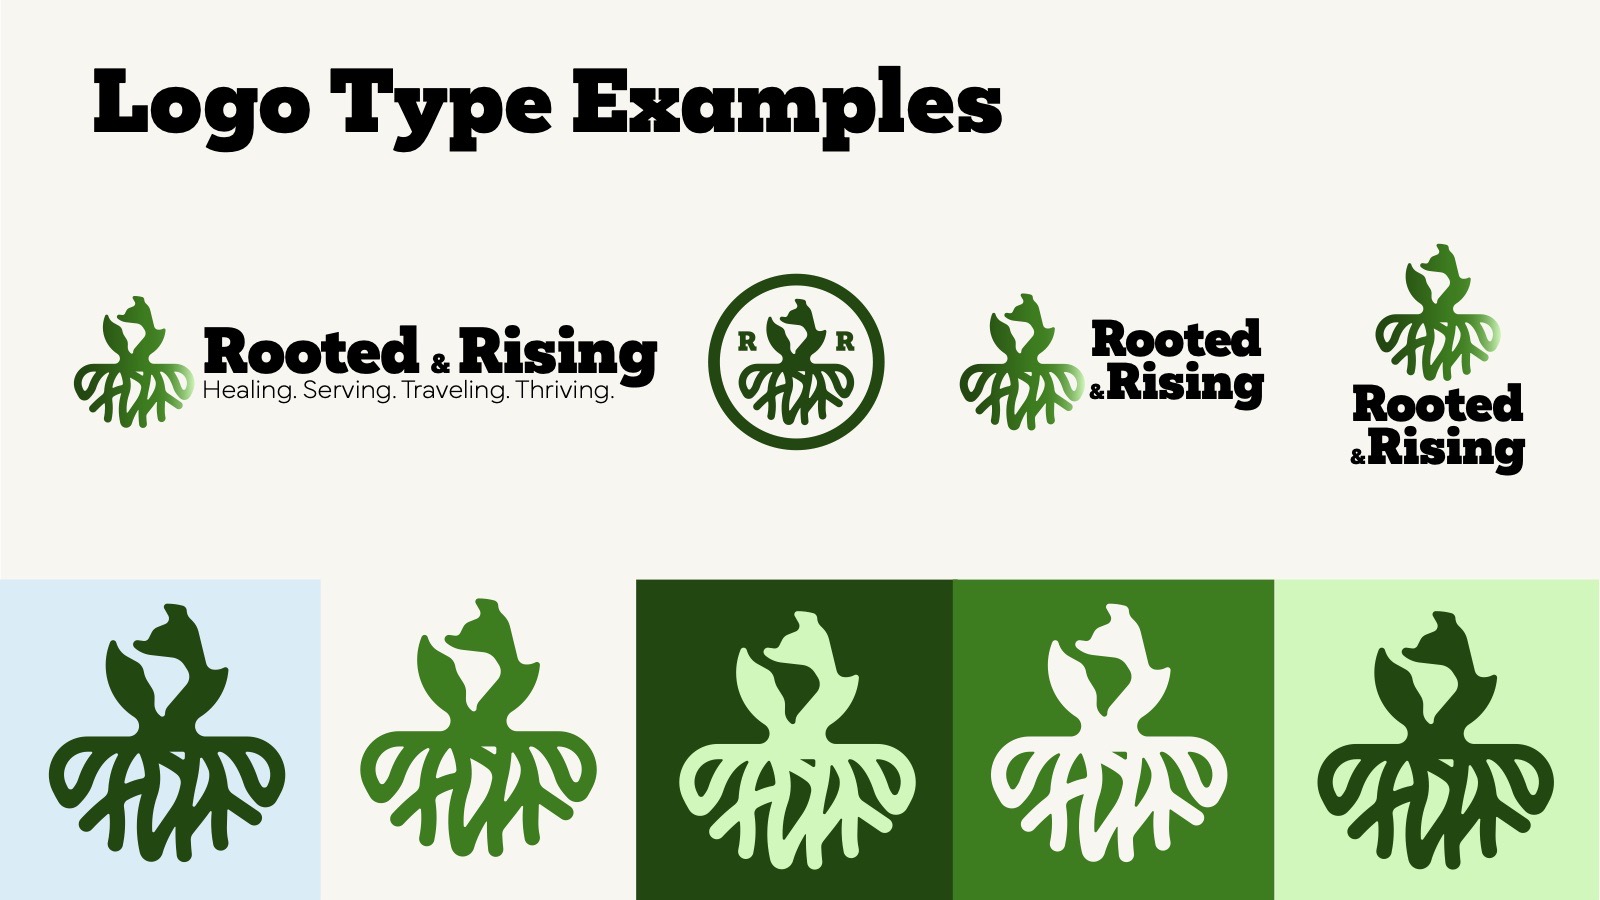 Logo Type Examples
Rooted & Rising
Healing. Serving. Traveling. Thriving.
R R
Rooted
&Rising
Rooted
&Rising